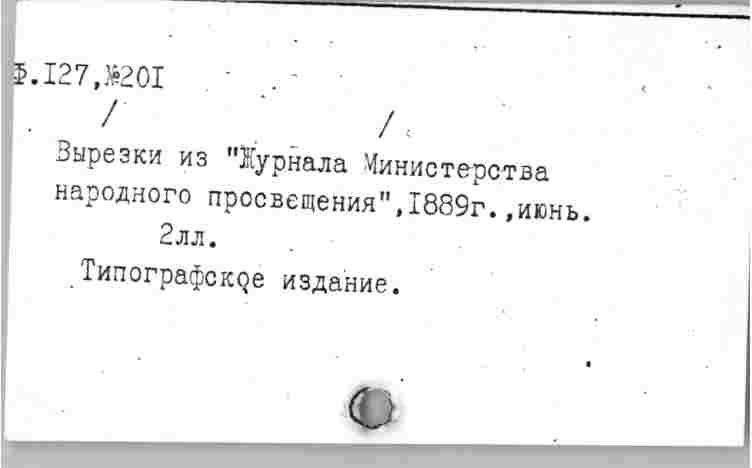 Ф.I27,№20I
Вырезки из "Журнала Министерства
народного просвещения",I889г.,июнь.
2лл.
Типографское издание.